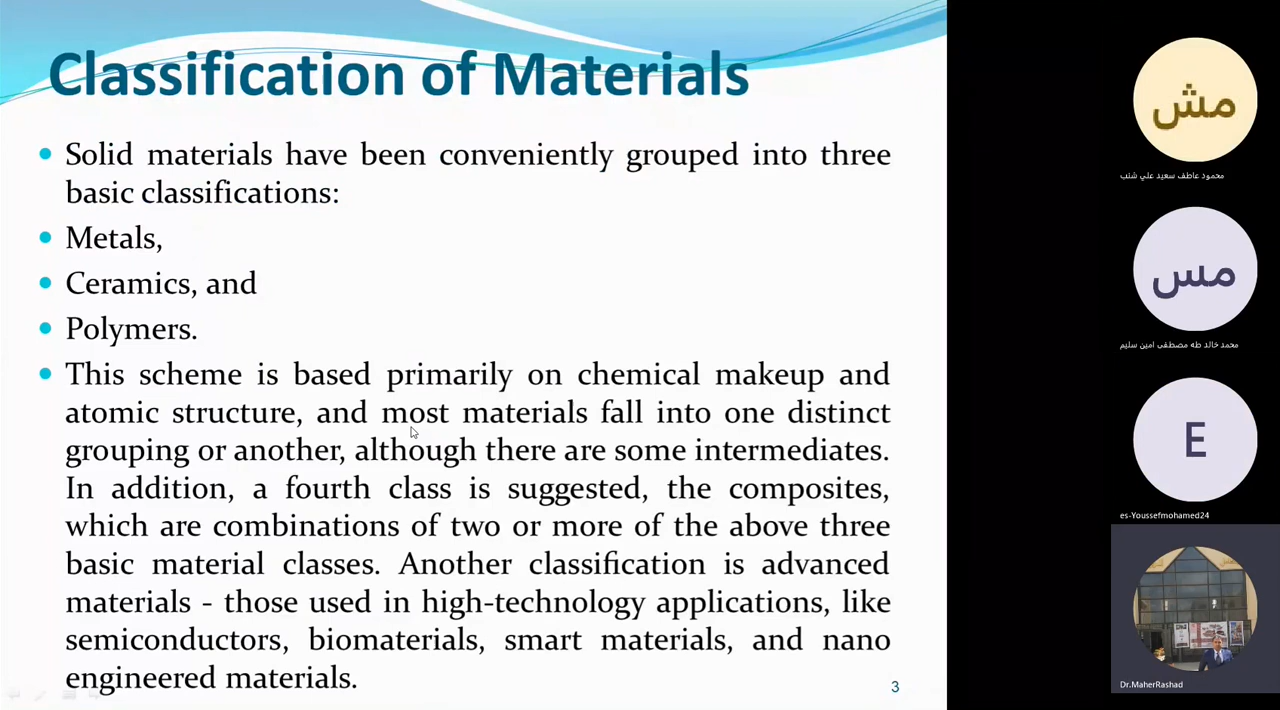 Classification of Materials
Solid materials have been conveniently grouped into three
basic classifications:
Metals,
Ceramics, and
Polymers.
This scheme is based primarily on chemical makeup and
atomic structure, and most materials fall into one distinct
grouping or another, although there are some intermediates.
In addition, a fourth class is suggested, the composites,
which are combinations of two or more of the above three
basic material classes. Another classification is advanced
materials - those used in high-technology applications, like
semiconductors, biomaterials, smart materials, and nano
engineered materials.
3
مش
محمود عاطف سعيد علي شنب
مس
محمد خالد طه مصطفى امين سليم
E
es-Youssefmohamed24
Dr.MaherRashad